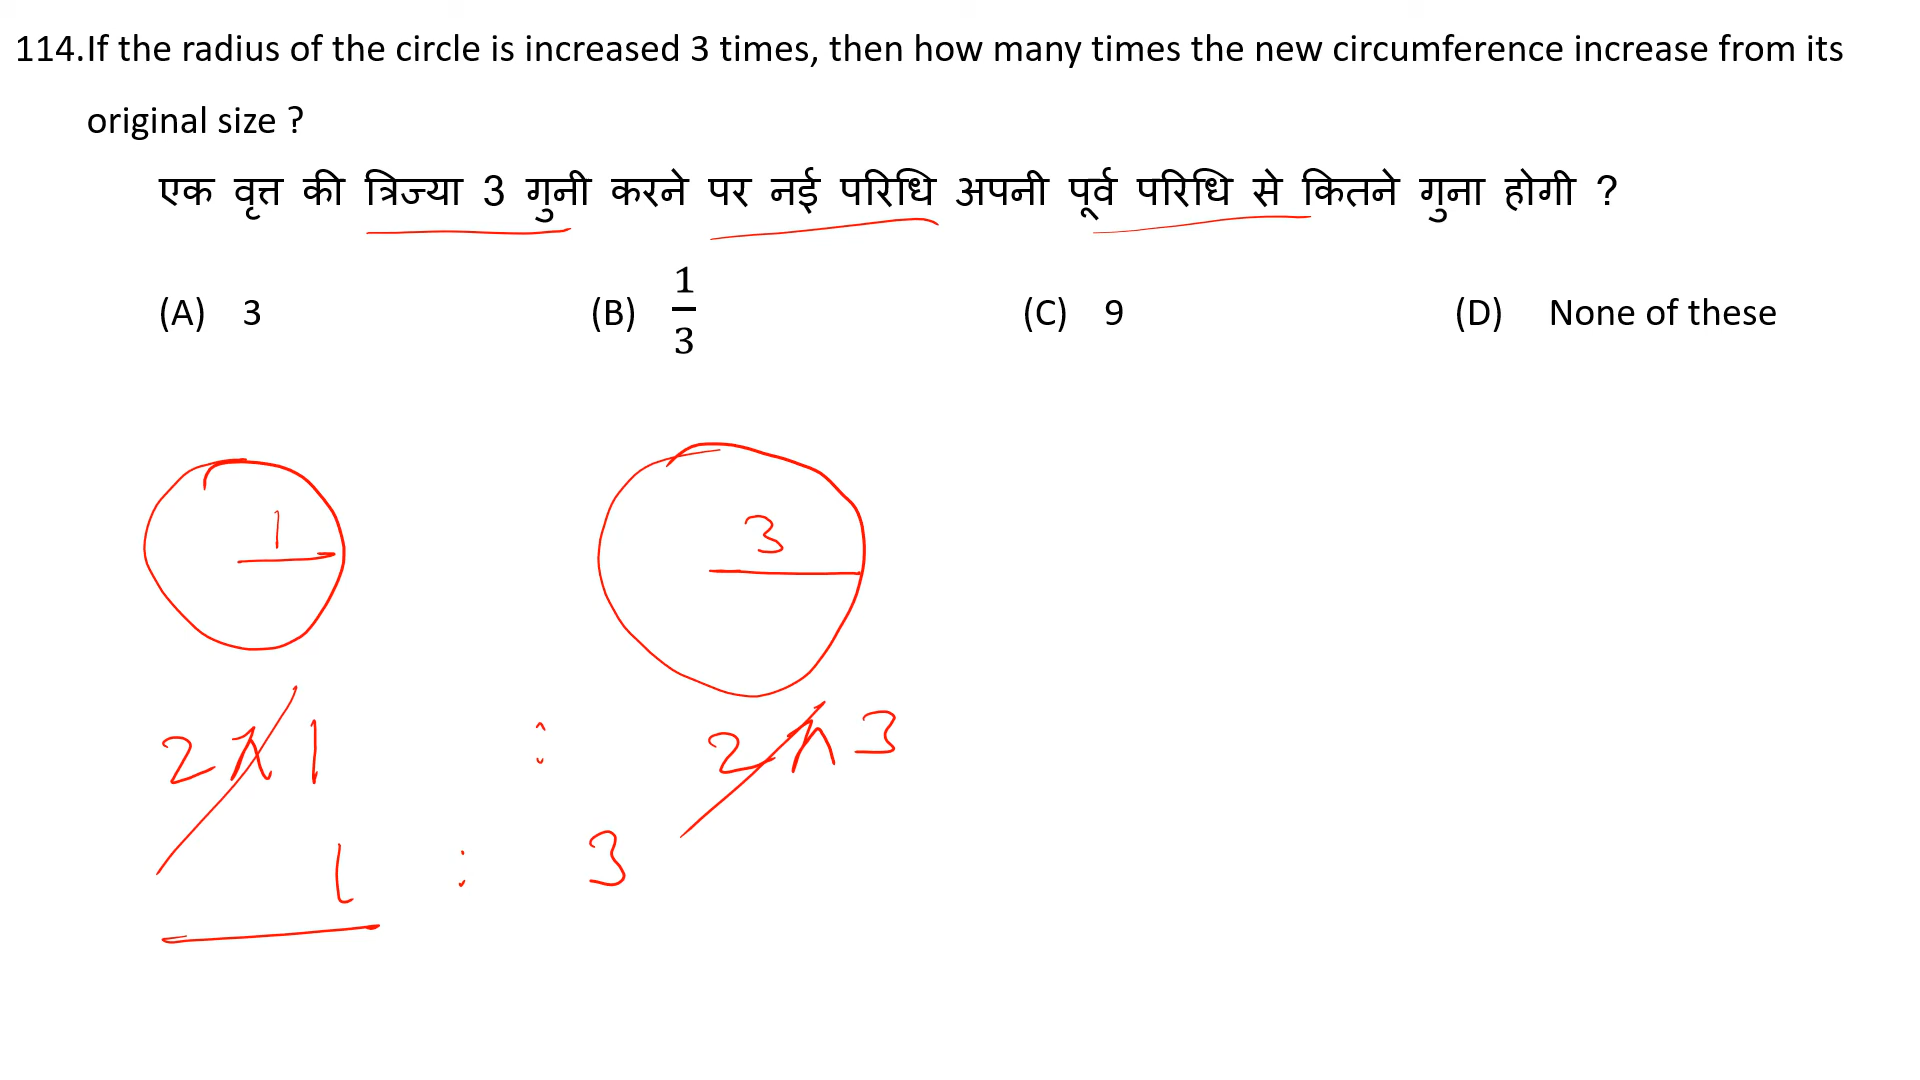 114.If the radius of the circle is increased 3 times, then how many times the new circumference increase from its
original size ?
एक वृत्त की त्रिज्या 3 गुनी करने पर नई परिधि अपनी पूर्व परिधि से कितने गुना होगी ?
(A) 3 (B) 1/3 (C) 9 (D) None of these
1 3
2π1 : 2π3
1 : 3